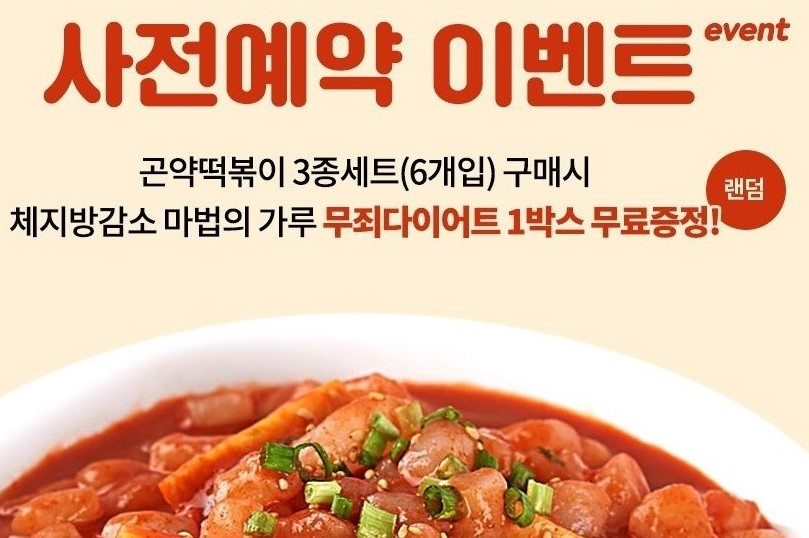 사전예약 이벤트 event
곤약떡볶이 3종세트(6개입) 구매시
체지방감소 마법의 가루 무죄다이어트 1박스 무료증정!
랜덤